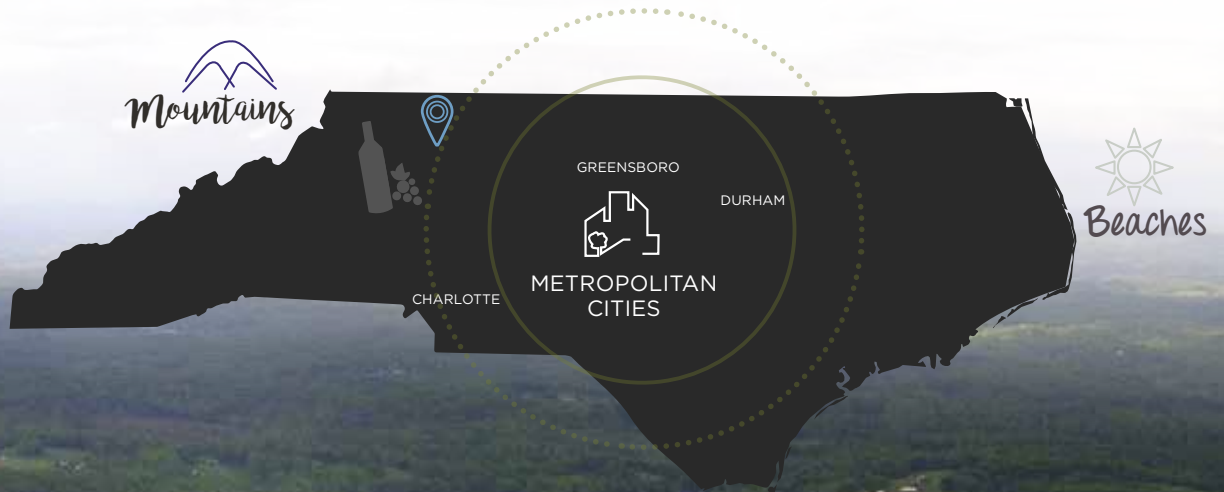 Mountains
GREENSBORO
DURHAM
Beaches
METROPOLITAN
CITIES
CHARLOTTE